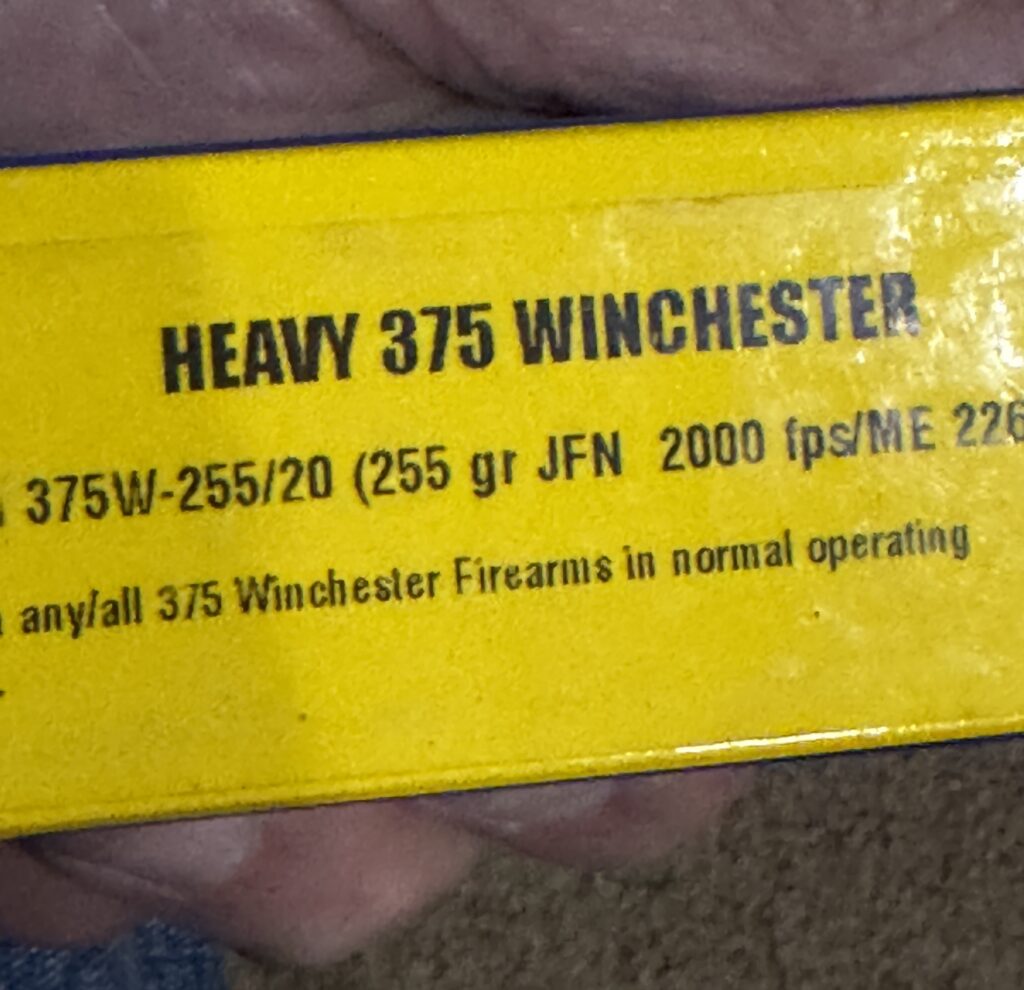 HEAVY 375 WINCHESTER
375W-255/20 (255 gr JFN 2000 fps/ME 226
any/all 375 Winchester Firearms in normal operating